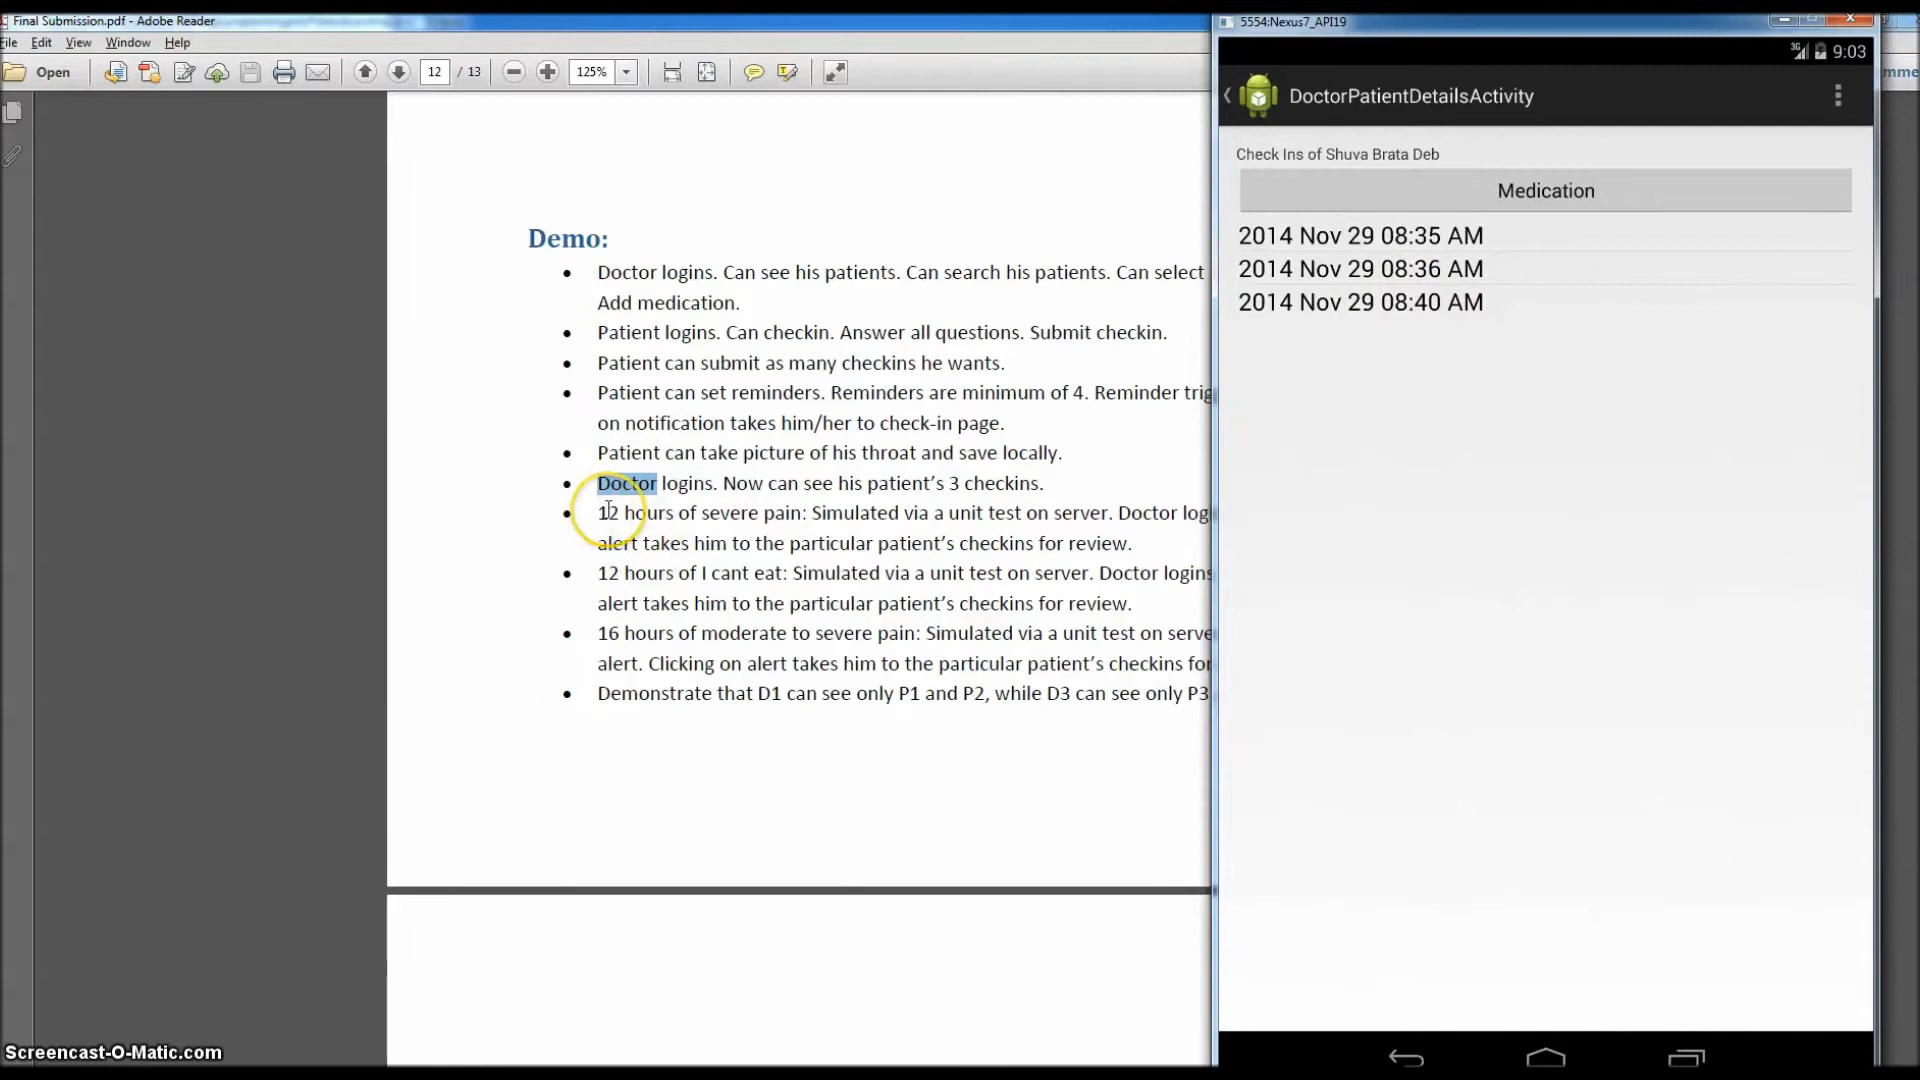 Final Submission.pdf - Adobe Reader
File Edit View Window Help
Open
12 / 13
125%
Demo:
Doctor logins. Can see his patients. Can search his patients. Can select
Add medication.
Patient logins. Can checkin. Answer all questions. Submit checkin.
Patient can submit as many checkins he wants.
Patient can set reminders. Reminders are minimum of 4. Reminder trig
on notification takes him/her to check-in page.
Patient can take picture of his throat and save locally.
Doctor logins. Now can see his patient's 3 checkins.
12 hours of severe pain: Simulated via a unit test on server. Doctor log
alert takes him to the particular patient's checkins for review.
12 hours of I cant eat: Simulated via a unit test on server. Doctor logins
alert takes him to the particular patient's checkins for review.
16 hours of moderate to severe pain: Simulated via a unit test on serve
alert. Clicking on alert takes him to the particular patient's checkins for
Demonstrate that D1 can see only P1 and P2, while D3 can see only P3
5554:Nexus7_API19
3G 9:03
DoctorPatientDetailsActivity
Check Ins of Shuva Brata Deb
Medication
2014 Nov 29 08:35 AM
2014 Nov 29 08:36 AM
2014 Nov 29 08:40 AM
Screencast-O-Matic.com